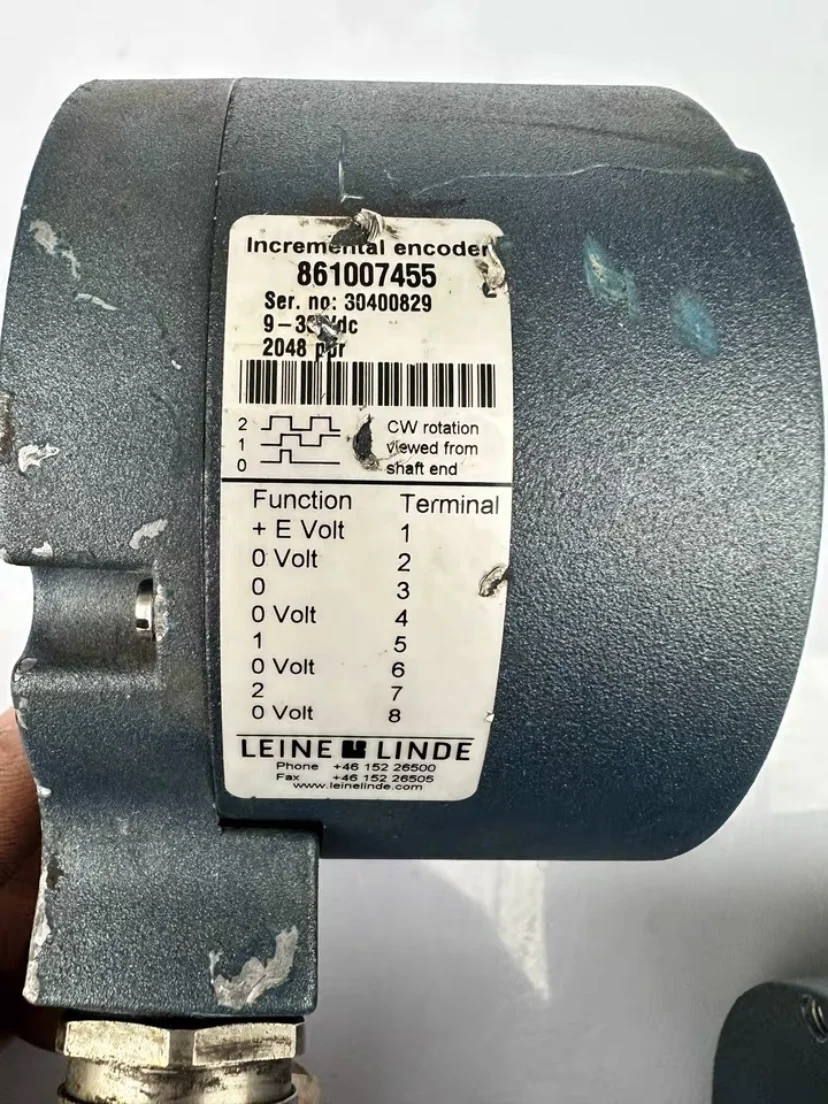 Incremental encoder
861007455
Ser. no: 30400829
2048 ppr
2
1
0
CW rotation
viewed from
shaft end
Function Terminal
+ E Volt 1
0 Volt 2
0 3
0 Volt 4
1 5
0 Volt 6
2 7
0 Volt 8
LEINE LINDE
Phone +46 152 26500
Fax +46 152 26505
www.leinelinde.com